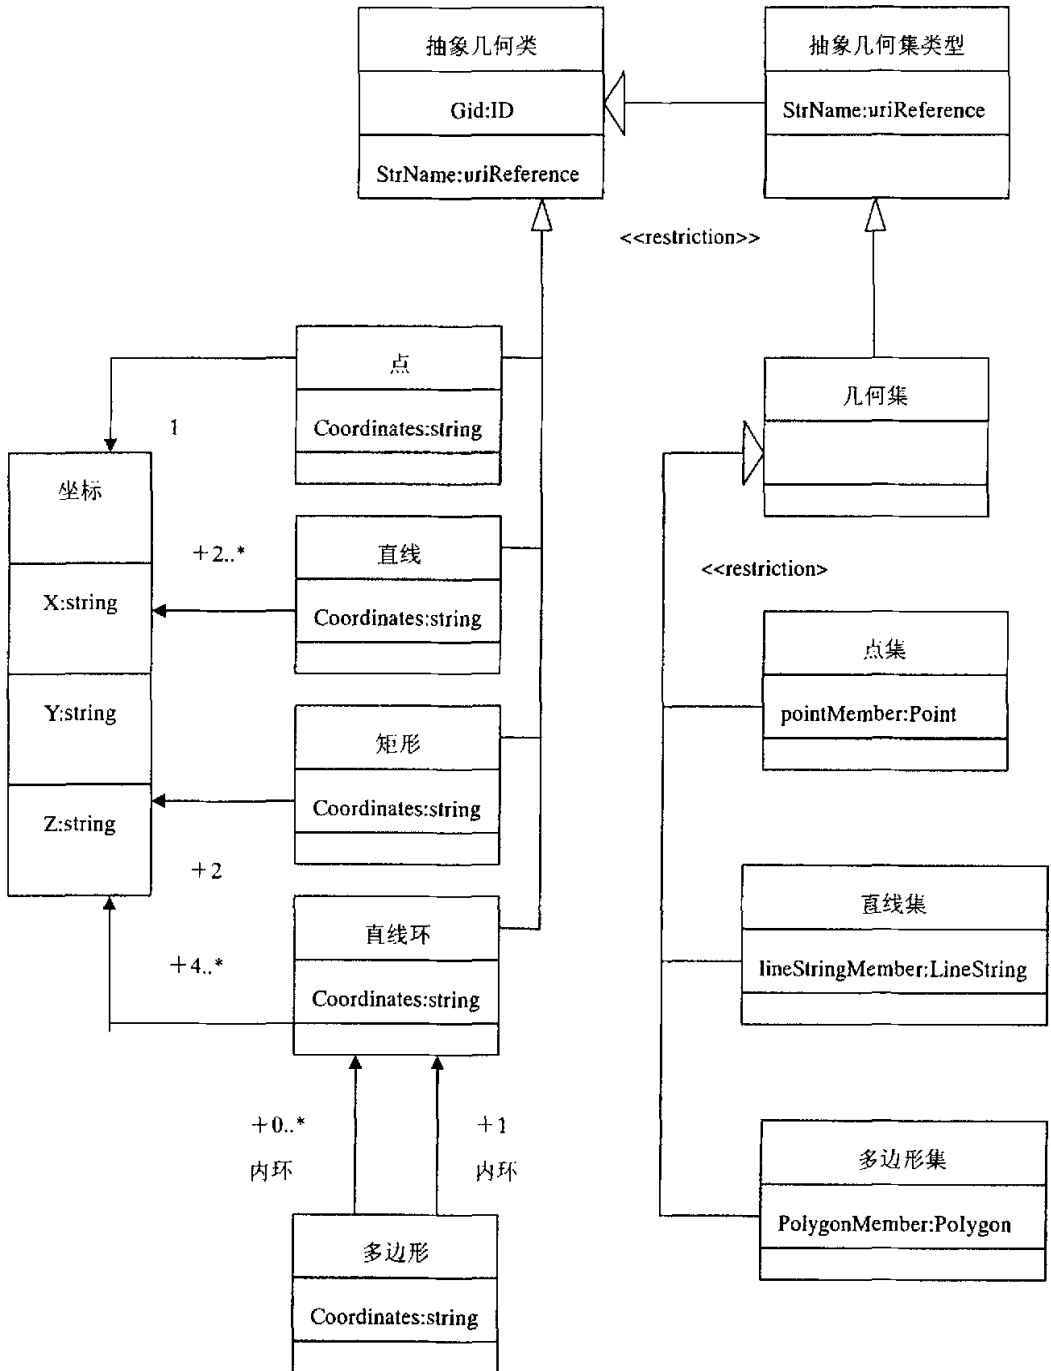 抽象几何类
Gid:ID
StrName:uriReference
抽象几何集类型
StrName:uriReference
<<restriction>>
点
Coordinates:string
1
几何集
坐标
X:string
Y:string
Z:string
+2..*
直线
Coordinates:string
<<restriction>
点集
pointMember:Point
矩形
Coordinates:string
+2
直线集
lineStringMember:LineString
直线环
Coordinates:string
+4..*
+0..*
内环
+1
内环
多边形集
PolygonMember:Polygon
多边形
Coordinates:string